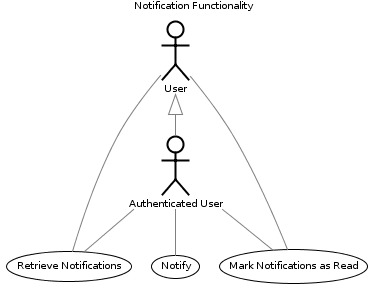 Notification Functionality
User
Authenticated User
Retrieve Notifications
Notify
Mark Notifications as Read